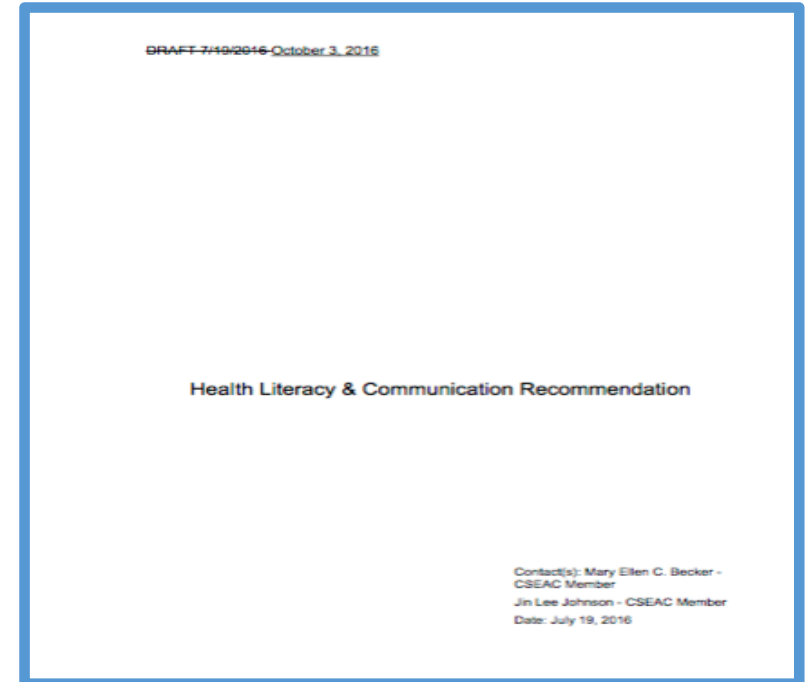 DRAFT 7/19/2016 October 3, 2016
Health Literacy & Communication Recommendation
Contact(s): Mary Ellen C. Becker -
CSEAC Member
Jin Lee Johnson - CSEAC Member
Date: July 19, 2016